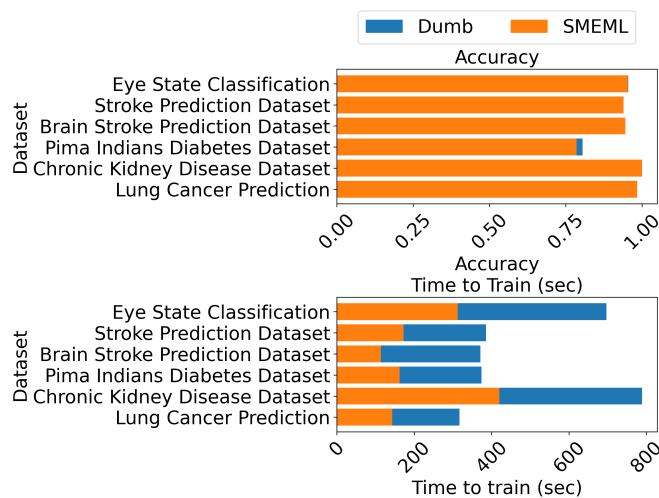 Dumb SMEML
Accuracy
Dataset
Eye State Classification
Stroke Prediction Dataset
Brain Stroke Prediction Dataset
Pima Indians Diabetes Dataset
Chronic Kidney Disease Dataset
Lung Cancer Prediction
0.00 0.25 0.50 0.75 1.00
Accuracy
Time to Train (sec)
Dataset
Eye State Classification
Stroke Prediction Dataset
Brain Stroke Prediction Dataset
Pima Indians Diabetes Dataset
Chronic Kidney Disease Dataset
Lung Cancer Prediction
0 200 400 600 800
Time to train (sec)